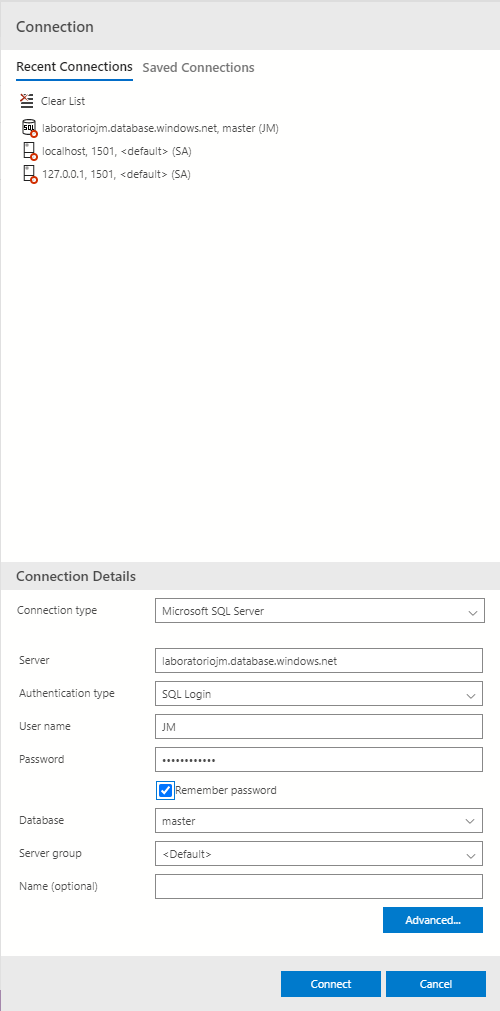 Connection
Recent Connections Saved Connections
Clear List
SQL laboratoriojm.database.windows.net, master (JM)
localhost, 1501, <default> (SA)
127.0.0.1, 1501, <default> (SA)
Connection Details
Connection type Microsoft SQL Server
Server laboratoriojm.database.windows.net
Authentication type SQL Login
User name JM
Password ••••••••••••
Remember password
Database master
Server group <Default>
Name (optional)
Advanced...
Connect Cancel